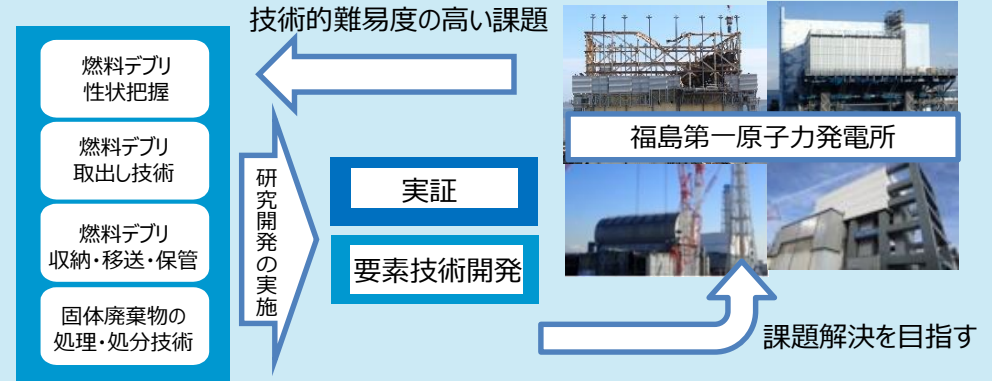 技術的難易度の高い課題
燃料デブリ
性状把握
燃料デブリ
取出し技術
燃料デブリ
収納・移送・保管
固体廃棄物の
処理・処分技術
研究開発の実施
実証
要素技術開発
福島第一原子力発電所
課題解決を目指す